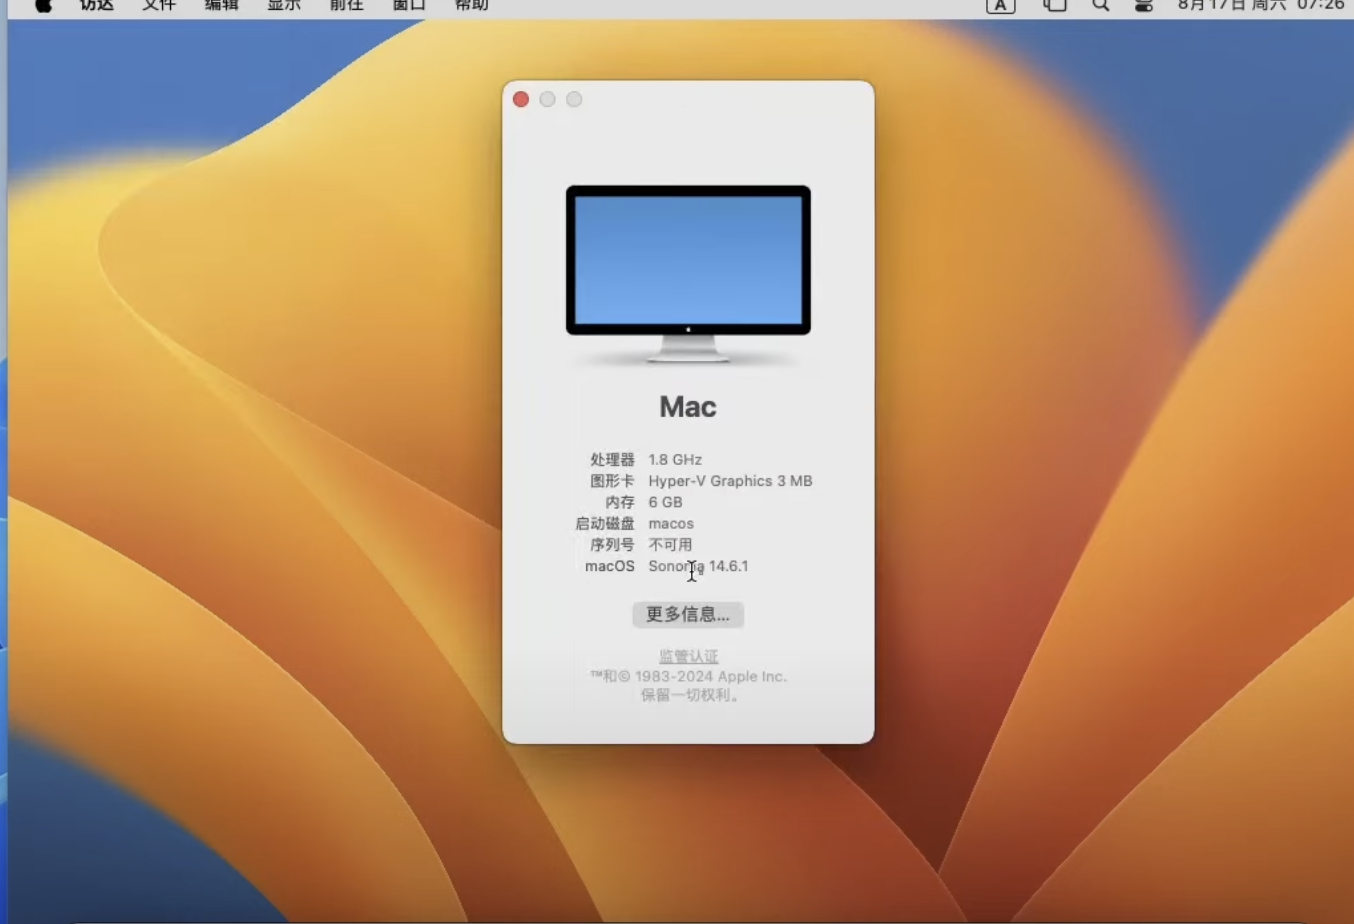 访达 文件 编辑 显示 前往 窗口 帮助 A 8月17日 周六 07:26
Mac
处理器 1.8 GHz
图形卡 Hyper-V Graphics 3 MB
内存 6 GB
启动磁盘 macos
序列号 不可用
macOS Sonoma 14.6.1
更多信息...
监管认证
™和© 1983-2024 Apple Inc.
保留一切权利。